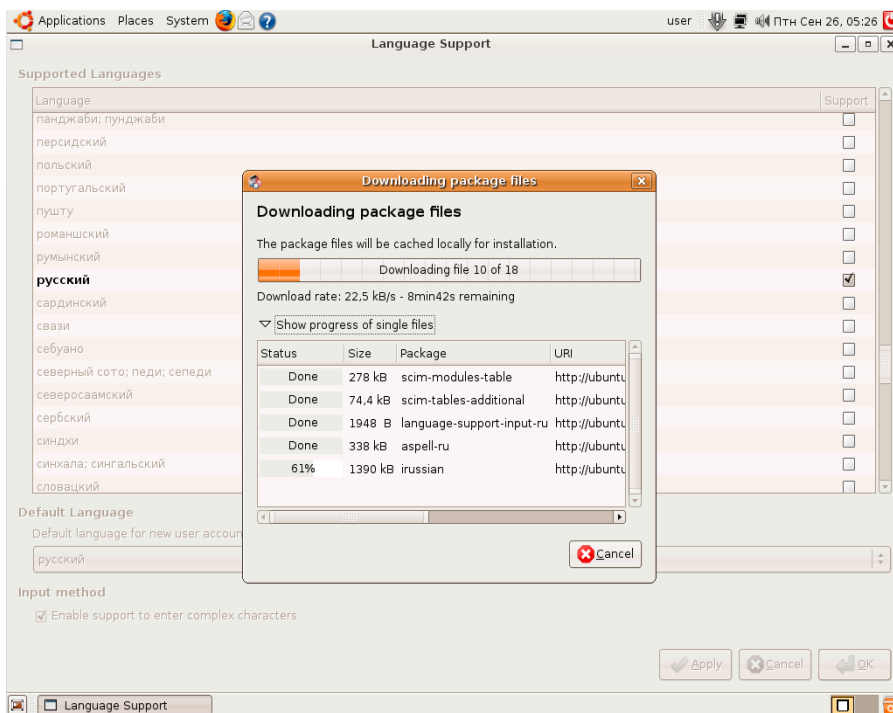 Applications Places System user Птн Сен 26, 05:26
Language Support
Supported Languages
Language Support
панджаби; пунджаби
персидский
польский
португальский
пушту
романшский
румынский
русский
сардинский
свази
себуано
северный сото; педи; сепеди
северосаамский
сербский
синдхи
синхала; сингальский
словацкий
Downloading package files
Downloading package files
The package files will be cached locally for installation.
Downloading file 10 of 18
Download rate: 22,5 kB/s - 8min42s remaining
Show progress of single files
Status Size Package URI
Done 278 kB scim-modules-table http://ubuntu
Done 74,4 kB scim-tables-additional http://ubuntu
Done 1948 B language-support-input-ru http://ubuntu
Done 338 kB aspell-ru http://ubuntu
61% 1390 kB irussian http://ubuntu
Cancel
Default Language
Default language for new user accoun
русский
Input method
Enable support to enter complex characters
Apply Cancel OK
Language Support